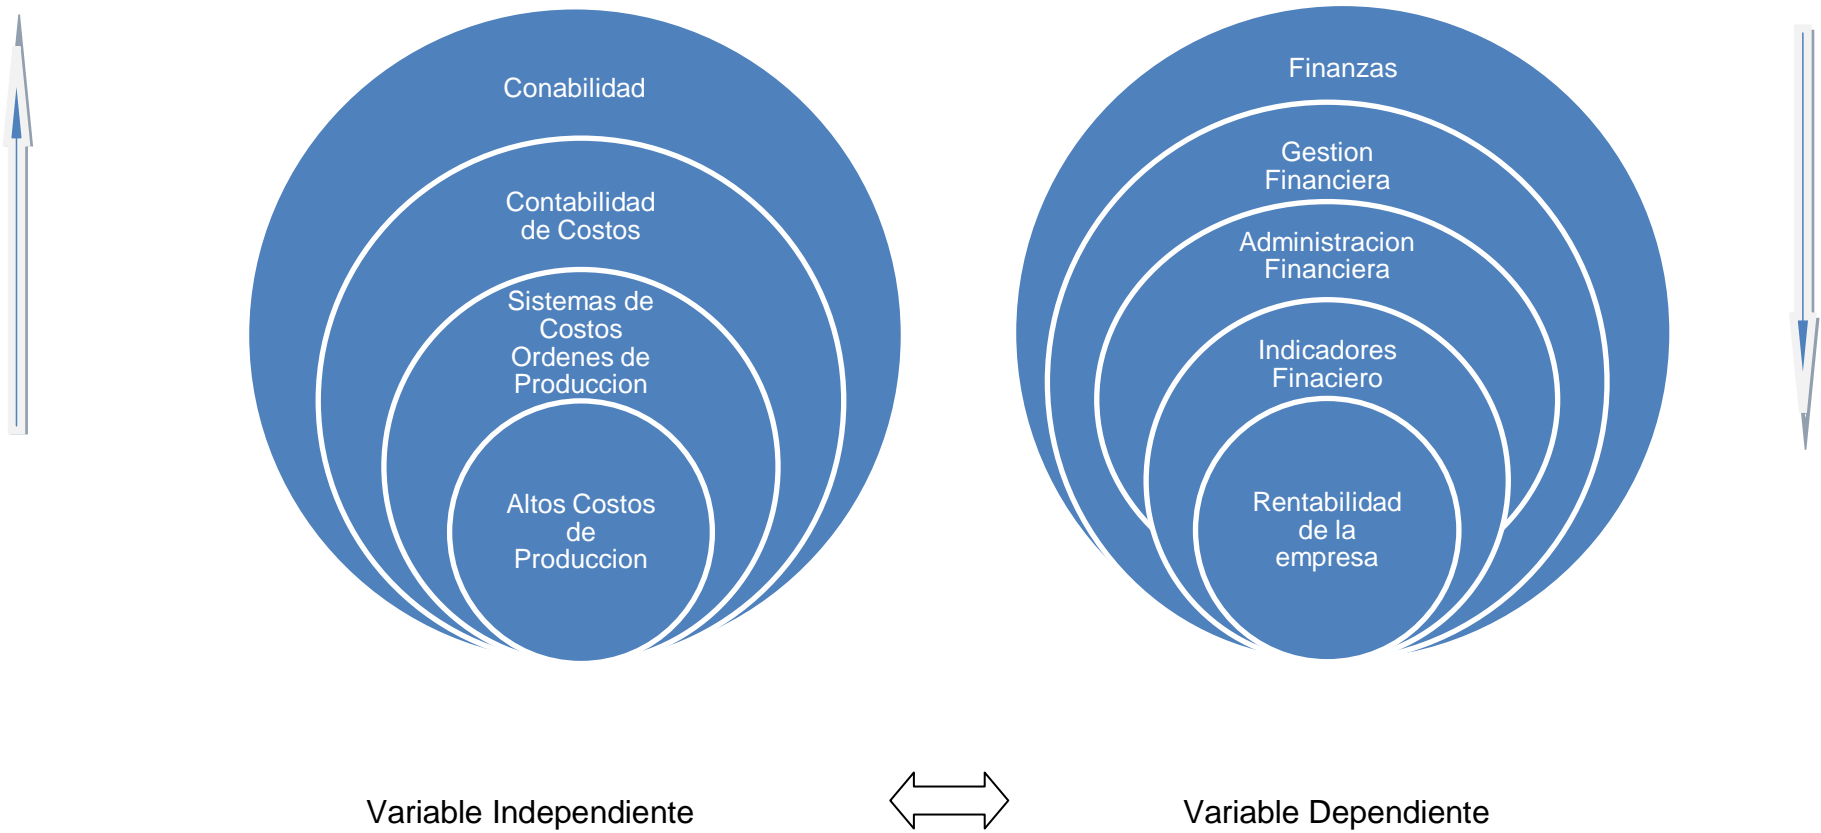 Conabilidad
Contabilidad
de Costos
Sistemas de
Costos
Ordenes de
Produccion
Altos Costos
de
Produccion
Finanzas
Gestion
Financiera
Administracion
Financiera
Indicadores
Finaciero
Rentabilidad
de la
empresa
Variable Independiente
Variable Dependiente